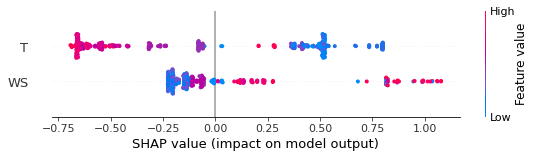 High
T
WS
Feature value
Low
−0.75 −0.50 −0.25 0.00 0.25 0.50 0.75 1.00
SHAP value (impact on model output)